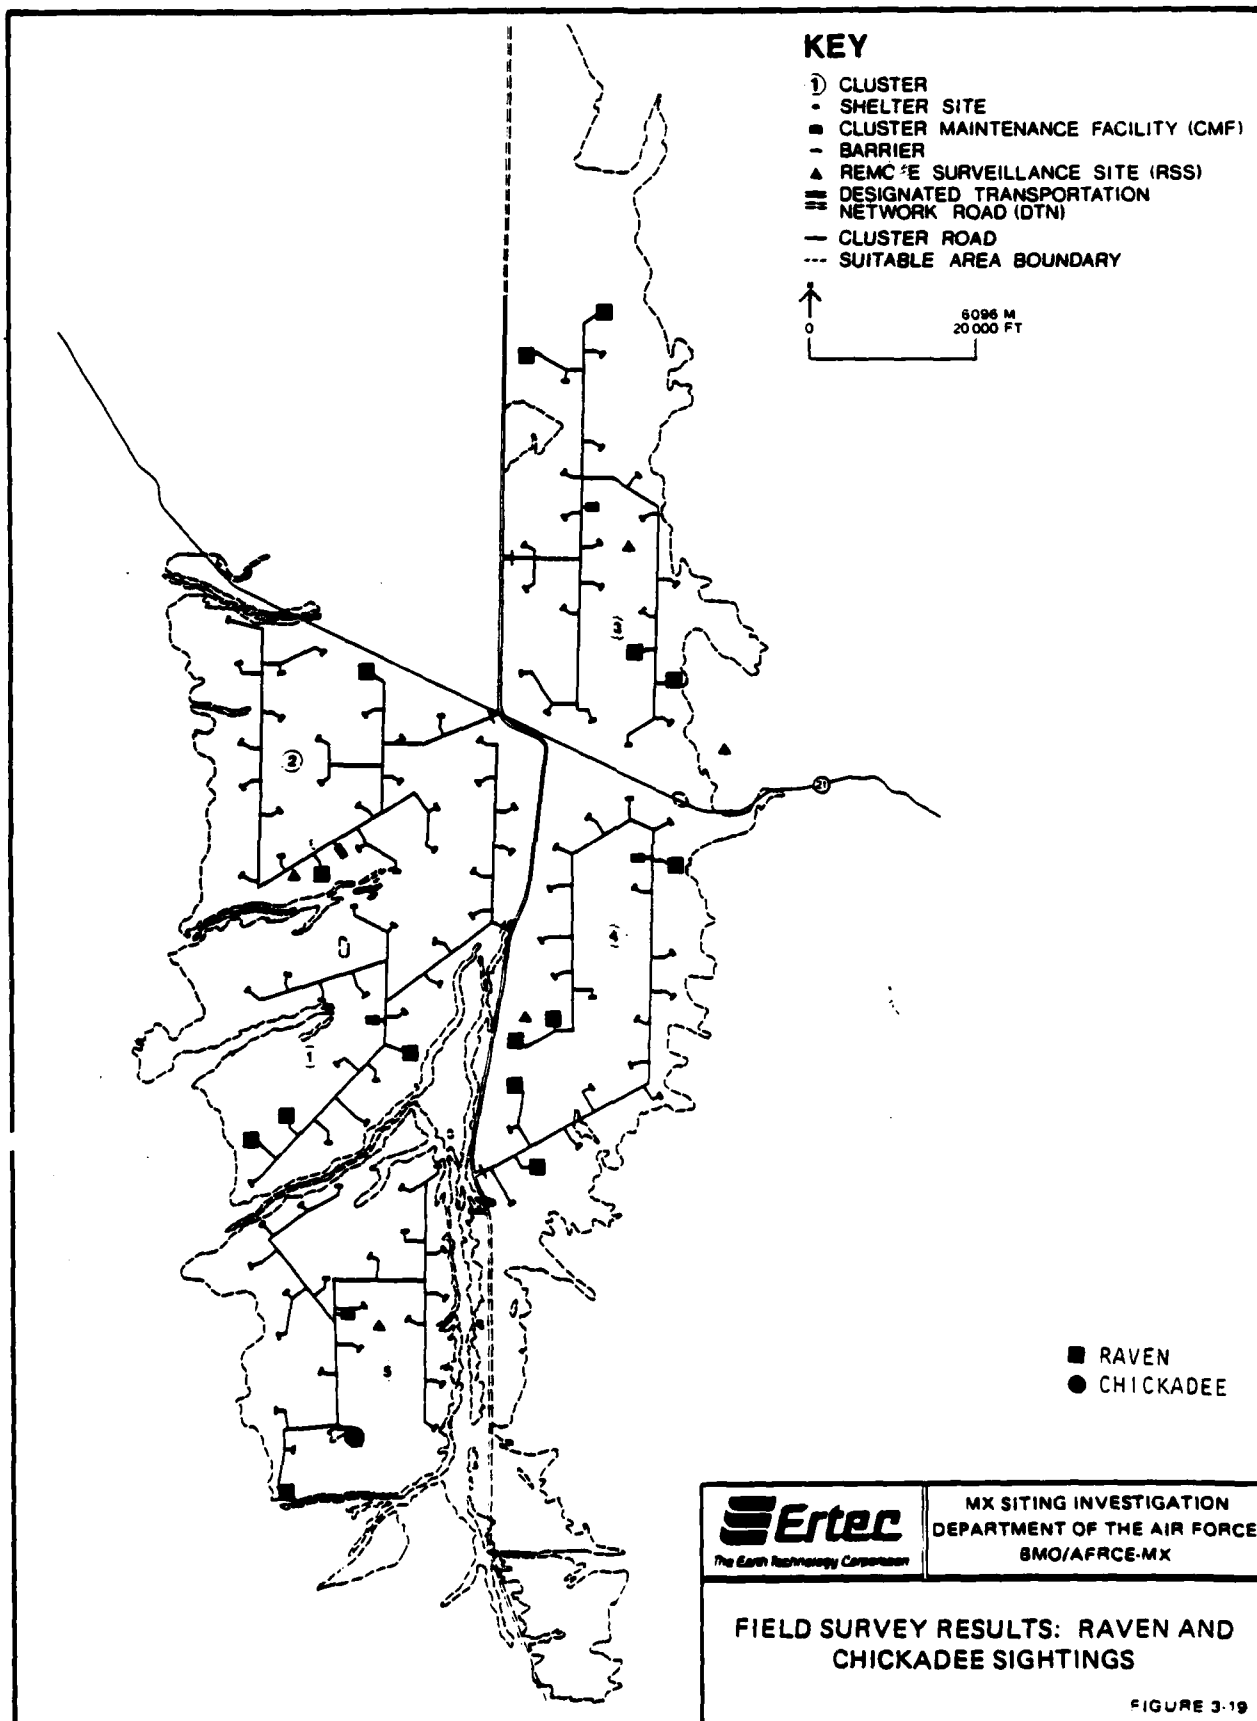 KEY
① CLUSTER
SHELTER SITE
CLUSTER MAINTENANCE FACILITY (CMF)
BARRIER
SURVEILLANCE SITE (RSS)
DESIGNATED TRANSPORTATION
NETWORK ROAD (DTN)
CLUSTER ROAD
SUITABLE AREA BOUNDARY
N
0
6096 M
20 000 FT
3
2
21
4
1
5
RAVEN
CHICKADEE
Ertec
The Earth Technology Corporation
MX SITING INVESTIGATION
DEPARTMENT OF THE AIR FORCE
BMO/AFRCE-MX
FIELD SURVEY RESULTS: RAVEN AND
CHICKADEE SIGHTINGS
FIGURE 3-19